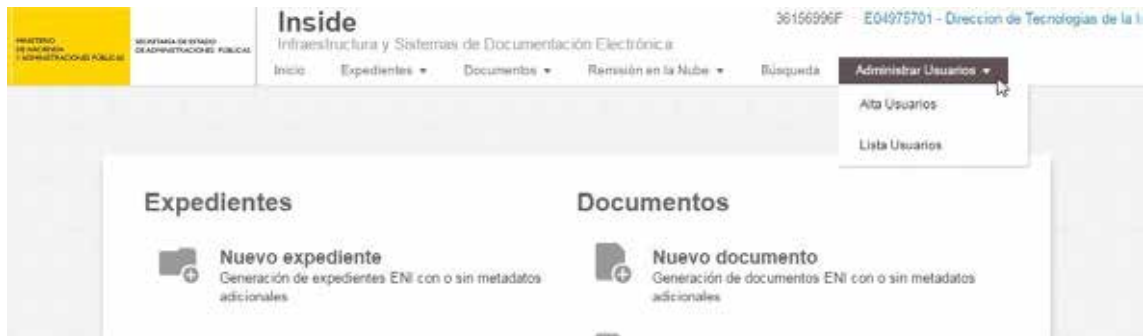 MINISTERIO
DE HACIENDA
Y ADMINISTRACIONES PÚBLICAS
SECRETARÍA DE ESTADO
DE ADMINISTRACIONES PÚBLICAS
Inside
36156996F E04975701 - Direccion de Tecnologias de la I
Infraestructura y Sistemas de Documentación Electrónica
Inicio Expedientes Documentos Remisión en la Nube Búsqueda Administrar Usuarios
Alta Usuarios
Lista Usuarios
Expedientes
Documentos
Nuevo expediente
Generación de expedientes ENI con o sin metadatos
adicionales
Nuevo documento
Generación de documentos ENI con o sin metadatos
adicionales